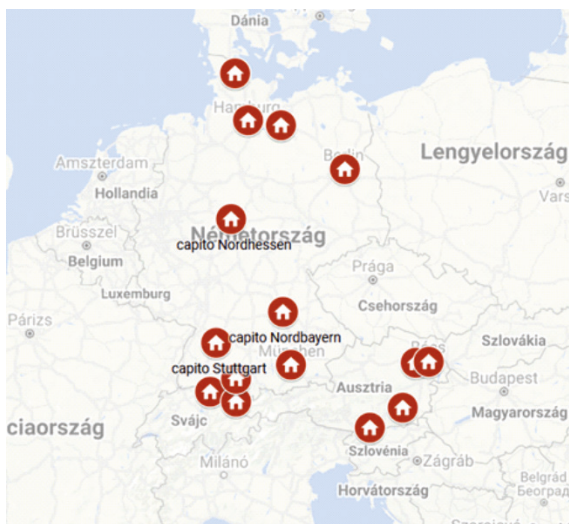 Dánia
Hamburg
Berlin
Lengyelország
Amszterdam
Hollandia
Vars
Brüsszel
Németország
capito Nordhessen
Belgium
Prága
Luxemburg
Csehország
Párizs
capito Nordbayern
Szlovákia
München
Bécs
capito Stuttgart
Budapest
Ausztria
Svájc
Magyarország
ciaország
Szlovénia
Milánó
Zágráb
Horvátország
Belgrád
Београд